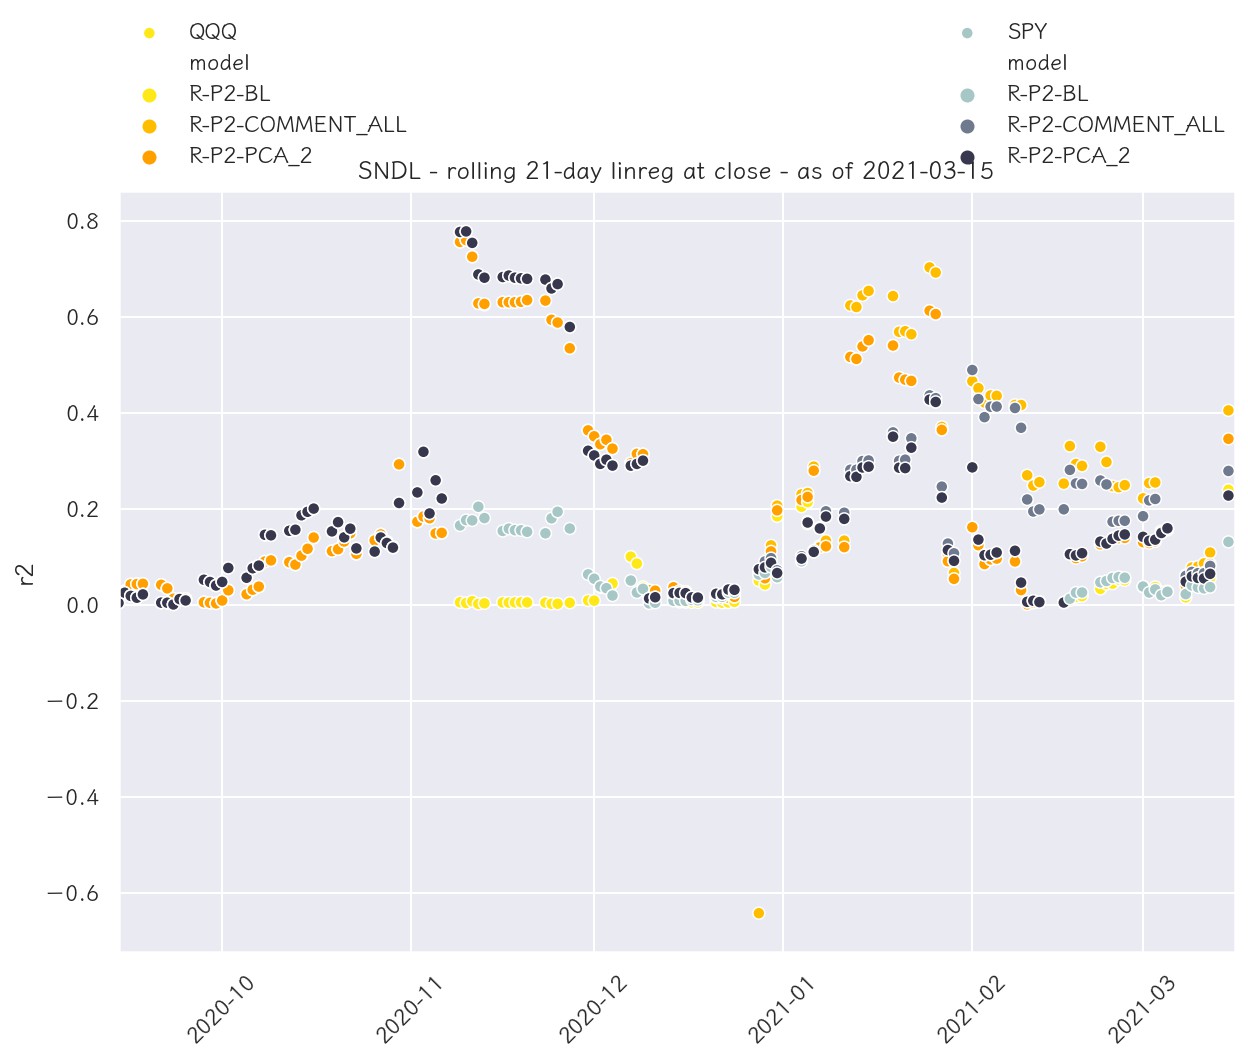 QQQ
model
R-P2-BL
R-P2-COMMENT_ALL
R-P2-PCA_2
SPY
model
R-P2-BL
R-P2-COMMENT_ALL
R-P2-PCA_2
SNDL - rolling 21-day linreg at close - as of 2021-03-15
0.8
0.6
0.4
0.2
0.0
−0.2
−0.4
−0.6
r2
2020-10
2020-11
2020-12
2021-01
2021-02
2021-03